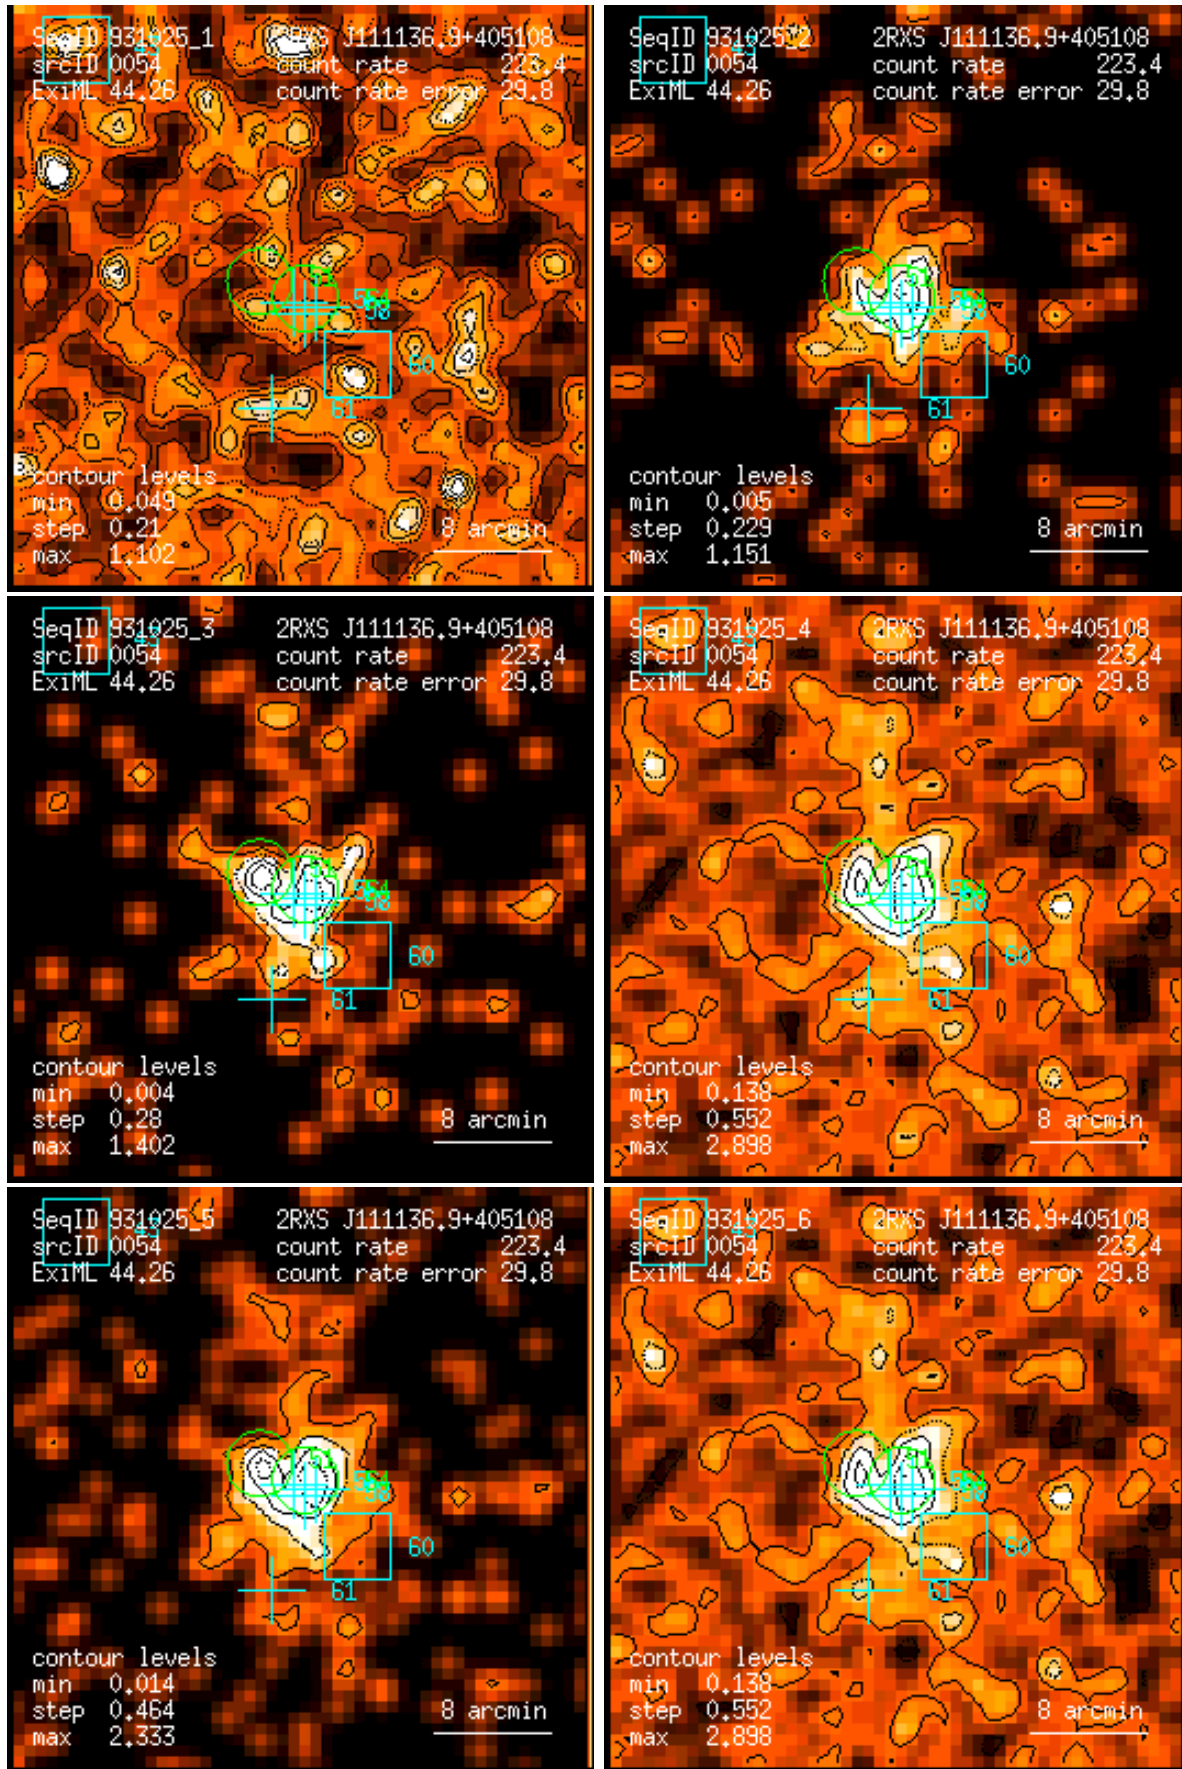 SeqID 931025_1 2RXS J111136.9+405108
srcID 0054 count rate 223.4
ExiML 44.26 count rate error 29.8
60
61
contour levels
min 0.049
step 0.21
max 1.102
8 arcmin
SeqID 931025_2 2RXS J111136.9+405108
srcID 0054 count rate 223.4
ExiML 44.26 count rate error 29.8
60
61
contour levels
min 0.005
step 0.229
max 1.151
8 arcmin
SeqID 931025_3 2RXS J111136.9+405108
srcID 0054 count rate 223.4
ExiML 44.26 count rate error 29.8
60
61
contour levels
min 0.004
step 0.28
max 1.402
8 arcmin
SeqID 931025_4 2RXS J111136.9+405108
srcID 0054 count rate 223.4
ExiML 44.26 count rate error 29.8
60
61
contour levels
min 0.138
step 0.552
max 2.898
8 arcmin
SeqID 931025_5 2RXS J111136.9+405108
srcID 0054 count rate 223.4
ExiML 44.26 count rate error 29.8
60
61
contour levels
min 0.014
step 0.464
max 2.333
8 arcmin
SeqID 931025_6 2RXS J111136.9+405108
srcID 0054 count rate 223.4
ExiML 44.26 count rate error 29.8
60
61
contour levels
min 0.138
step 0.552
max 2.898
8 arcmin